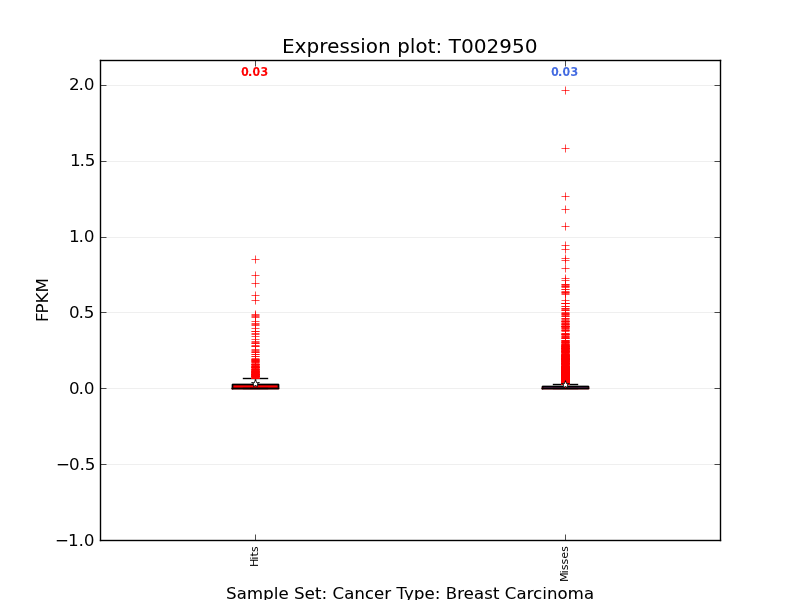 Expression plot: T002950
0.03
0.03
2.0
1.5
1.0
0.5
0.0
−0.5
−1.0
FPKM
Hits
Misses
Sample Set: Cancer Type: Breast Carcinoma